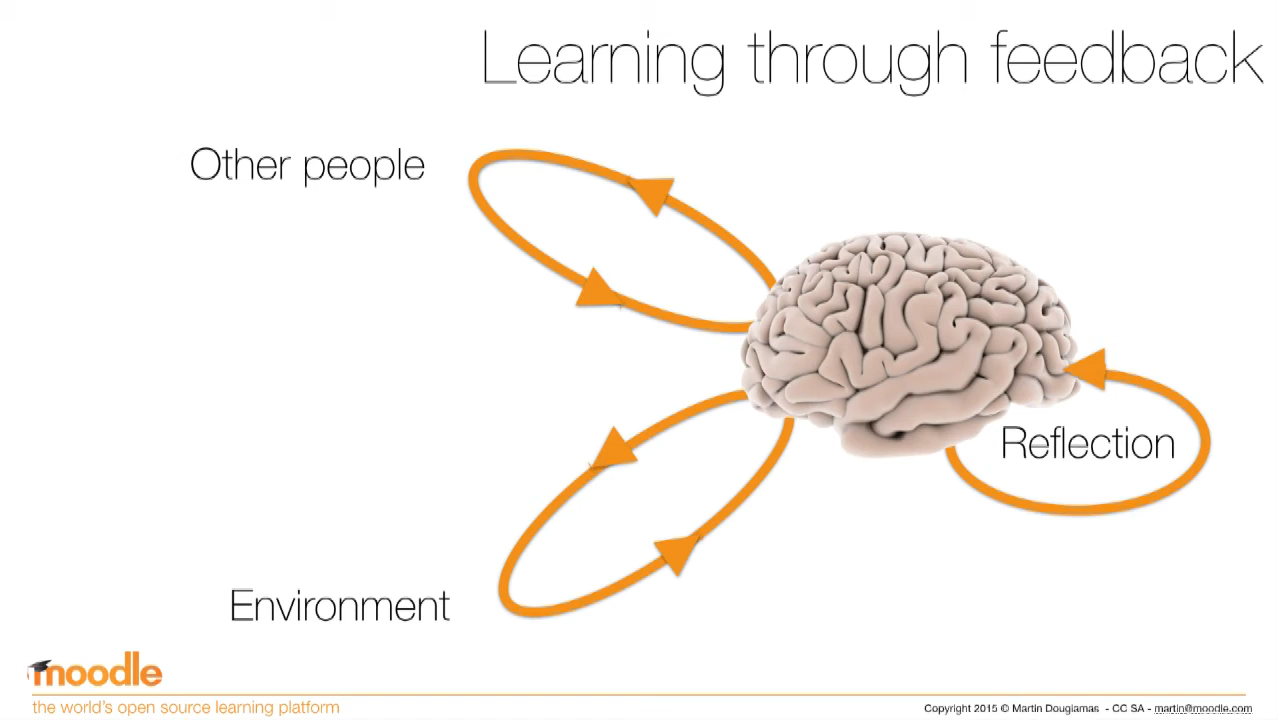 Learning through feedback
Other people
Reflection
Environment
moodle
the world's open source learning platform
Copyright 2015 © Martin Dougiamas - CC SA - martin@moodle.com